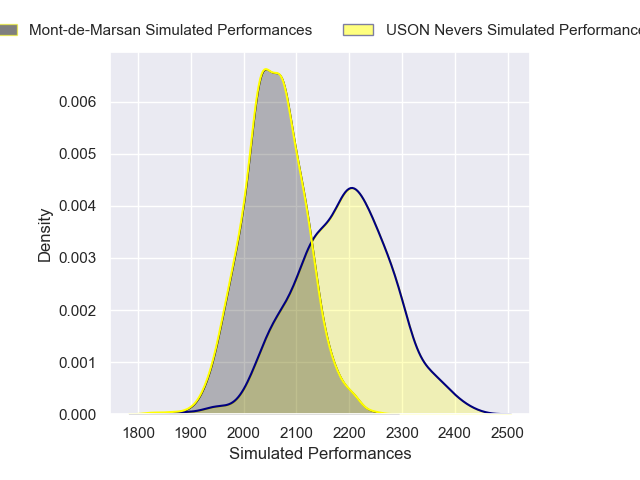 Mont-de-Marsan Simulated Performances USON Nevers Simulated Performance
0.006
0.005
0.004
0.003
0.002
0.001
0.000
Density
1800 1900 2000 2100 2200 2300 2400 2500
Simulated Performances